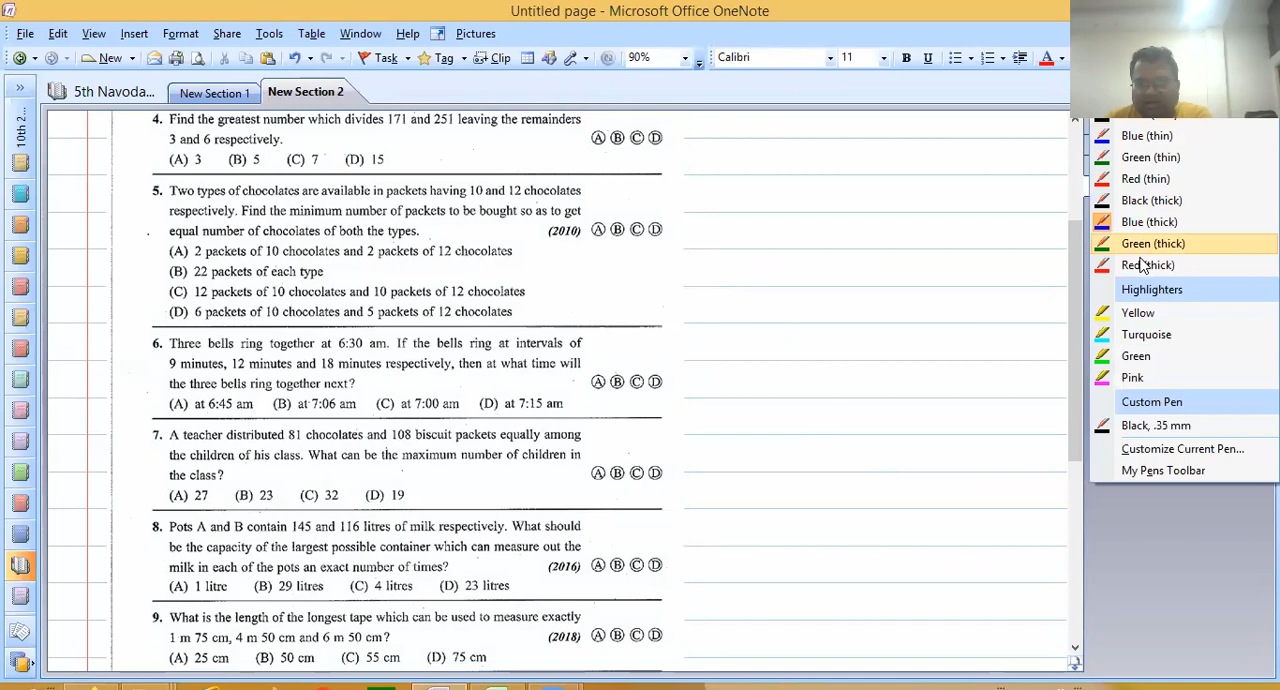 Untitled page - Microsoft Office OneNote
File Edit View Insert Format Share Tools Table Window Help Pictures
New Task Tag Clip 90% Calibri 11 B U A
5th Navoda... New Section 1 New Section 2
10th 2...
4. Find the greatest number which divides 171 and 251 leaving the remainders
3 and 6 respectively. Ⓐ Ⓑ Ⓒ Ⓓ
(A) 3 (B) 5 (C) 7 (D) 15
5. Two types of chocolates are available in packets having 10 and 12 chocolates
respectively. Find the minimum number of packets to be bought so as to get
equal number of chocolates of both the types. (2010) Ⓐ Ⓑ Ⓒ Ⓓ
(A) 2 packets of 10 chocolates and 2 packets of 12 chocolates
(B) 22 packets of each type
(C) 12 packets of 10 chocolates and 10 packets of 12 chocolates
(D) 6 packets of 10 chocolates and 5 packets of 12 chocolates
6. Three bells ring together at 6:30 am. If the bells ring at intervals of
9 minutes, 12 minutes and 18 minutes respectively, then at what time will
the three bells ring together next? Ⓐ Ⓑ Ⓒ Ⓓ
(A) at 6:45 am (B) at 7:06 am (C) at 7:00 am (D) at 7:15 am
7. A teacher distributed 81 chocolates and 108 biscuit packets equally among
the children of his class. What can be the maximum number of children in
the class? Ⓐ Ⓑ Ⓒ Ⓓ
(A) 27 (B) 23 (C) 32 (D) 19
8. Pots A and B contain 145 and 116 litres of milk respectively. What should
be the capacity of the largest possible container which can measure out the
milk in each of the pots an exact number of times? (2016) Ⓐ Ⓑ Ⓒ Ⓓ
(A) 1 litre (B) 29 litres (C) 4 litres (D) 23 litres
9. What is the length of the longest tape which can be used to measure exactly
1 m 75 cm, 4 m 50 cm and 6 m 50 cm? (2018) Ⓐ Ⓑ Ⓒ Ⓓ
(A) 25 cm (B) 50 cm (C) 55 cm (D) 75 cm
Blue (thin)
Green (thin)
Red (thin)
Black (thick)
Blue (thick)
Green (thick)
Red (thick)
Highlighters
Yellow
Turquoise
Green
Pink
Custom Pen
Black, .35 mm
Customize Current Pen...
My Pens Toolbar